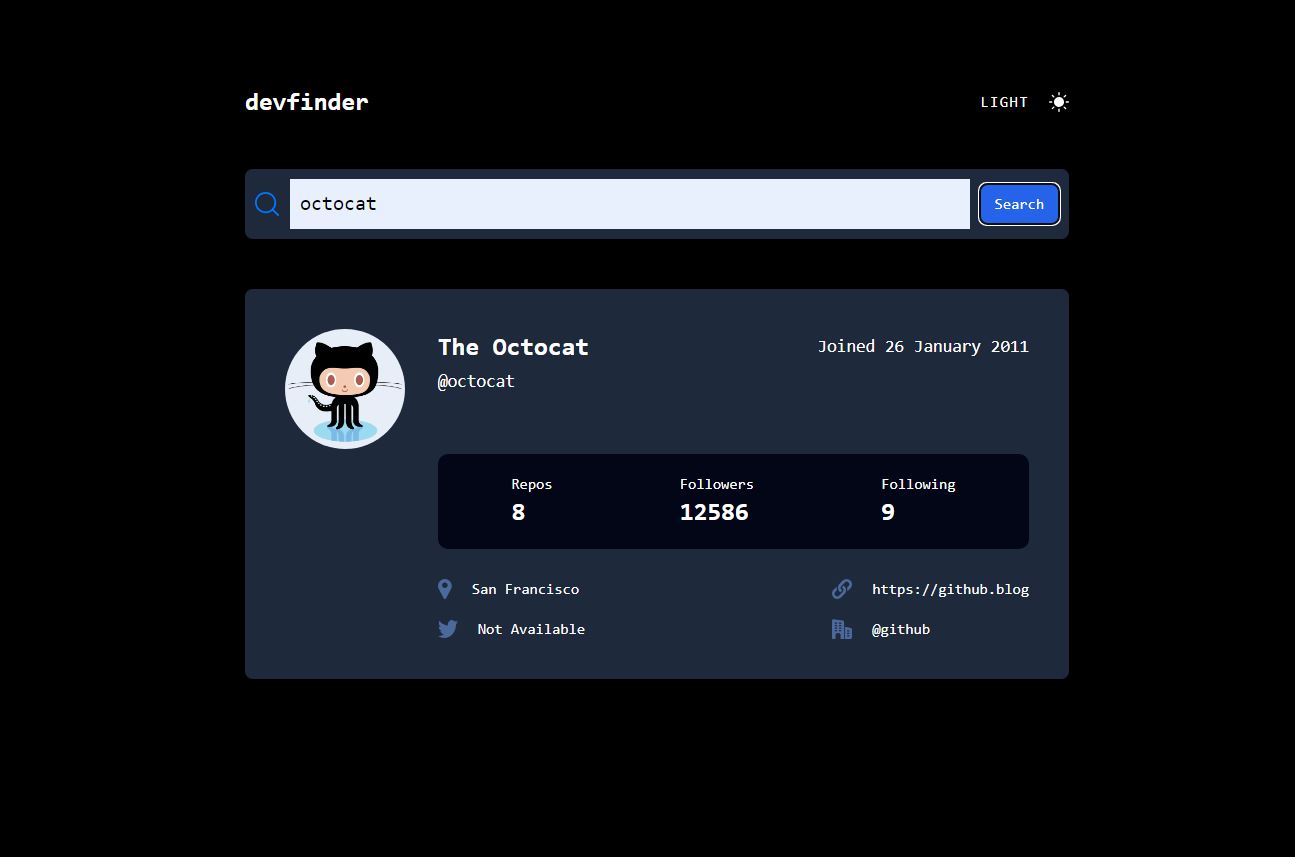 devfinder
LIGHT
octocat
Search
The Octocat
Joined 26 January 2011
@octocat
Repos
Followers
Following
8
12586
9
San Francisco
https://github.blog
Not Available
@github